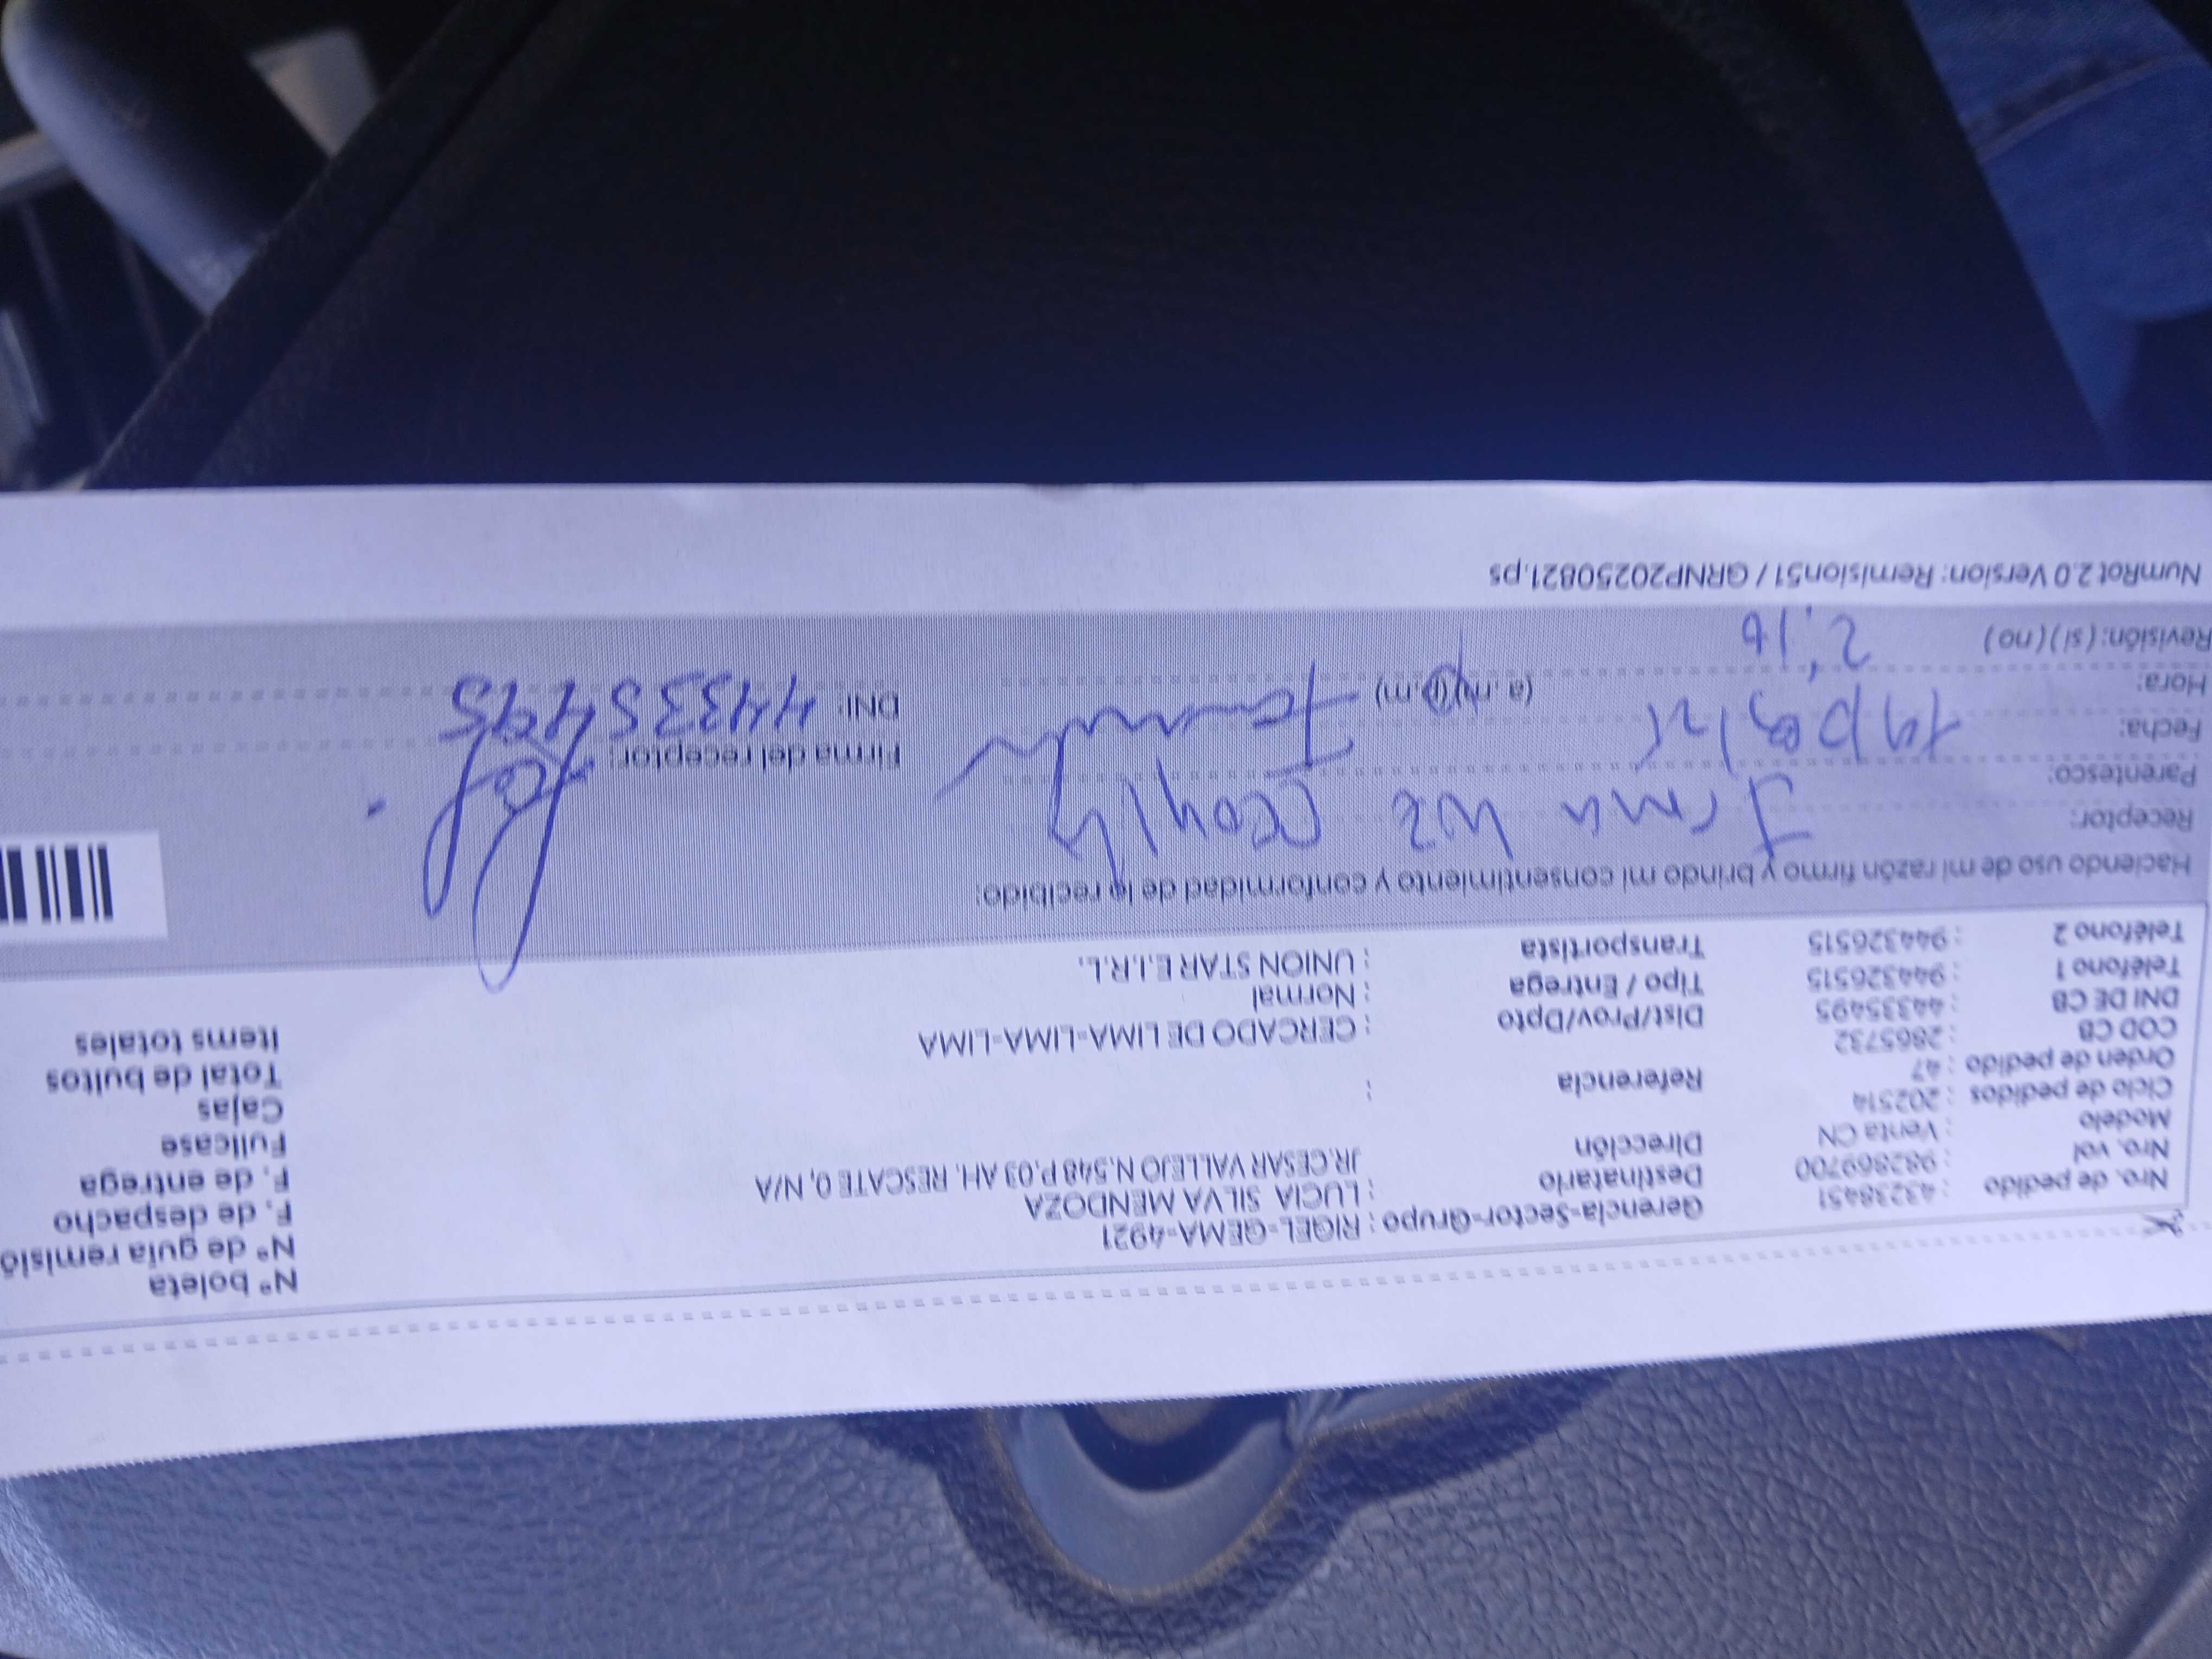 Nº boleta
Nº de guía remisió
F. de despacho
F. de entrega
Fullcase
Cajas
Total de bultos
Items totales
Nro. de pedido : 43238451
Nro. vol : 982869700
Modelo : Venta CN
Ciclo de pedidos : 202514
Orden de pedido : 47
COD CB : 2865732
DNI DE CB : 44335495
Teléfono 1 : 944326515
Teléfono 2 : 944326515
Gerencia-Sector-Grupo : RIGEL-GEMA-4921
Destinatario : LUCIA SILVA MENDOZA
Dirección JR.CESAR VALLEJO N.548 P.03 AH. RESCATE 0, N/A
Referencia :
Dist/Prov/Dpto : CERCADO DE LIMA-LIMA-LIMA
Tipo / Entrega : Normal
Transportista : UNION STAR E.I.R.L.
Haciendo uso de mi razón firmo y brindo mi consentimiento y conformidad de lo recibido:
Receptor: Irma
Parentesco:
Fecha:
Hora: (a.m) (p.m)
Revisión: (si) (no)
Firma del receptor:
DNI: 44335495
NumRot 2.0 Version: Remision51 / GRNP20250821.ps